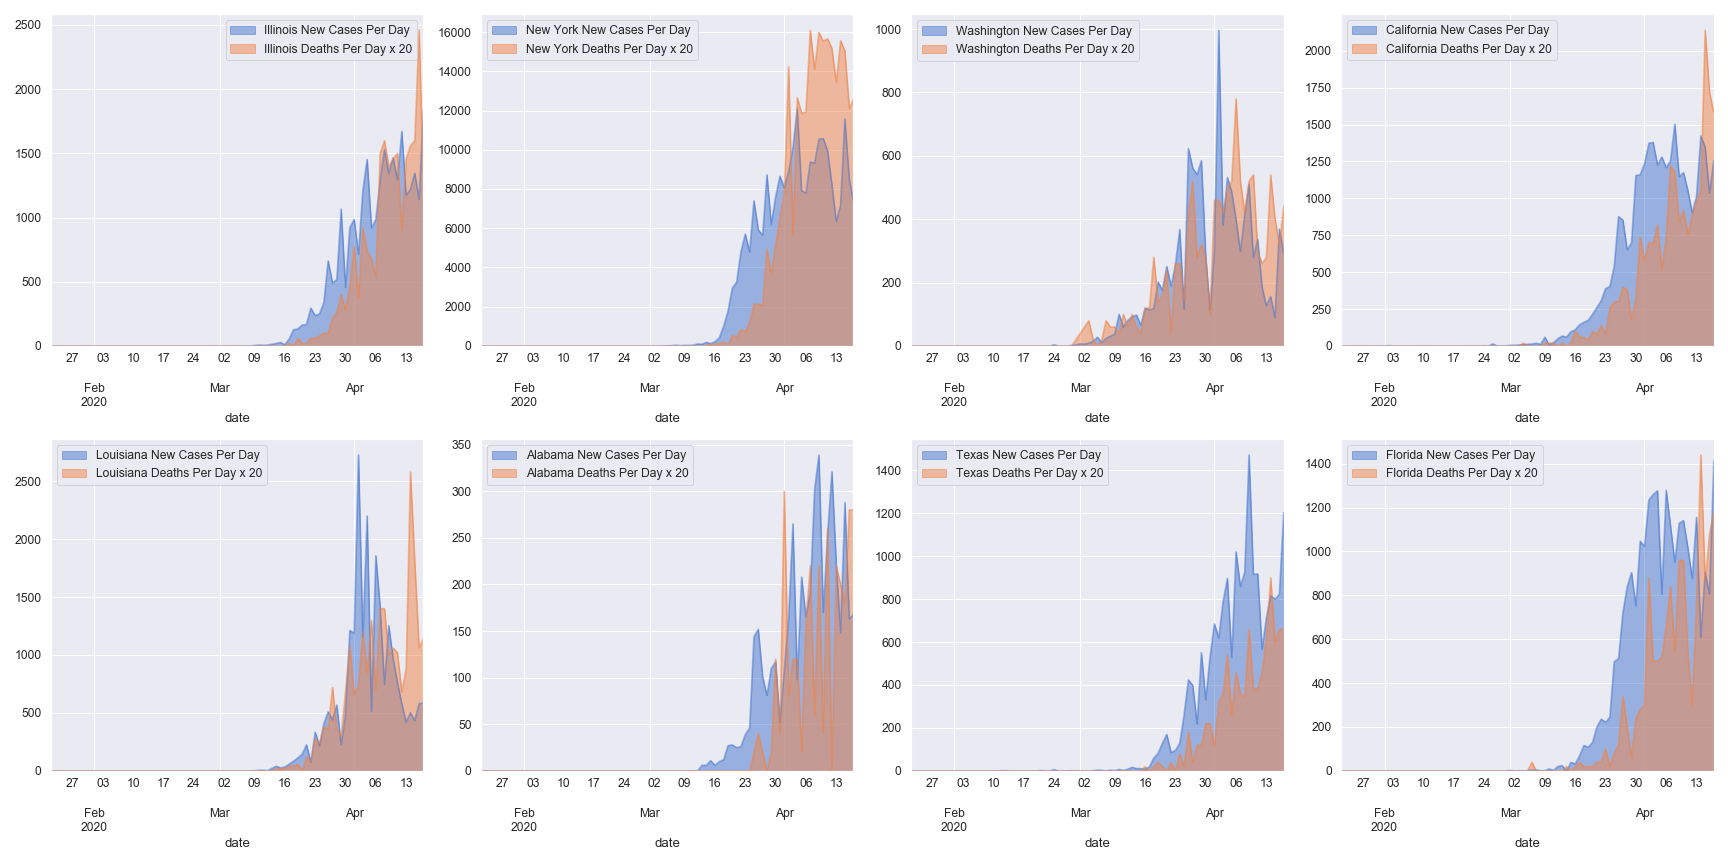 Illinois New Cases Per Day
Illinois Deaths Per Day x 20
2500
2000
1500
1000
500
0
27 03 10 17 24 02 09 16 23 30 06 13
Feb Mar Apr
2020
date
New York New Cases Per Day
New York Deaths Per Day x 20
16000
14000
12000
10000
8000
6000
4000
2000
0
27 03 10 17 24 02 09 16 23 30 06 13
Feb Mar Apr
2020
date
Washington New Cases Per Day
Washington Deaths Per Day x 20
1000
800
600
400
200
0
27 03 10 17 24 02 09 16 23 30 06 13
Feb Mar Apr
2020
date
California New Cases Per Day
California Deaths Per Day x 20
2000
1750
1500
1250
1000
750
500
250
0
27 03 10 17 24 02 09 16 23 30 06 13
Feb Mar Apr
2020
date
Louisiana New Cases Per Day
Louisiana Deaths Per Day x 20
2500
2000
1500
1000
500
0
27 03 10 17 24 02 09 16 23 30 06 13
Feb Mar Apr
2020
date
Alabama New Cases Per Day
Alabama Deaths Per Day x 20
350
300
250
200
150
100
50
0
27 03 10 17 24 02 09 16 23 30 06 13
Feb Mar Apr
2020
date
Texas New Cases Per Day
Texas Deaths Per Day x 20
1400
1200
1000
800
600
400
200
0
27 03 10 17 24 02 09 16 23 30 06 13
Feb Mar Apr
2020
date
Florida New Cases Per Day
Florida Deaths Per Day x 20
1400
1200
1000
800
600
400
200
0
27 03 10 17 24 02 09 16 23 30 06 13
Feb Mar Apr
2020
date